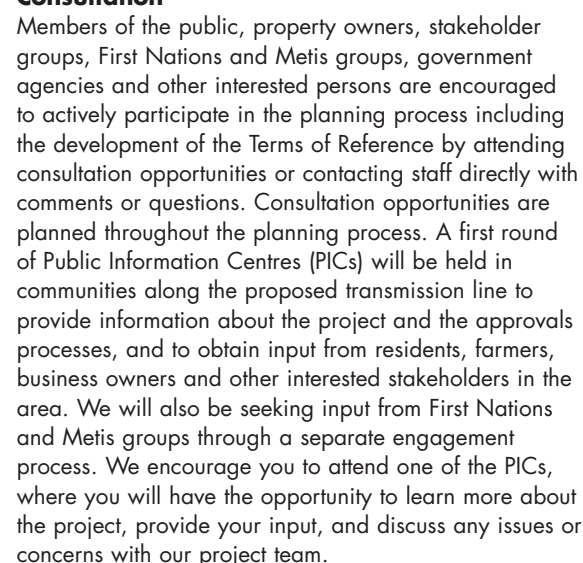 Consultation
Members of the public, property owners, stakeholder
groups, First Nations and Metis groups, government
agencies and other interested persons are encouraged
to actively participate in the planning process including
the development of the Terms of Reference by attending
consultation opportunities or contacting staff directly with
comments or questions. Consultation opportunities are
planned throughout the planning process. A first round
of Public Information Centres (PICs) will be held in
communities along the proposed transmission line to
provide information about the project and the approvals
processes, and to obtain input from residents, farmers,
business owners and other interested stakeholders in the
area. We will also be seeking input from First Nations
and Metis groups through a separate engagement
process. We encourage you to attend one of the PICs,
where you will have the opportunity to learn more about
the project, provide your input, and discuss any issues or
concerns with our project team.